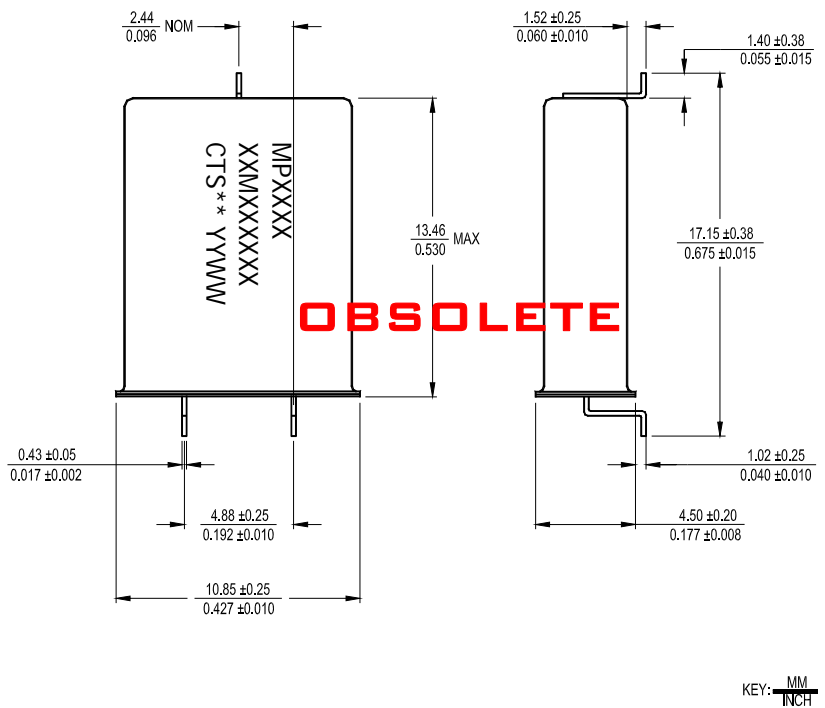 2.44
0.096 NOM
1.52 ±0.25
0.060 ±0.010
1.40 ±0.38
0.055 ±0.015
MPXXXX
XXMXXXXXX
CTS** YYWW
13.46
0.530 MAX
17.15 ±0.38
0.675 ±0.015
OBSOLETE
0.43 ±0.05
0.017 ±0.002
1.02 ±0.25
0.040 ±0.010
4.88 ±0.25
0.192 ±0.010
4.50 ±0.20
0.177 ±0.008
10.85 ±0.25
0.427 ±0.010
KEY: MM
INCH